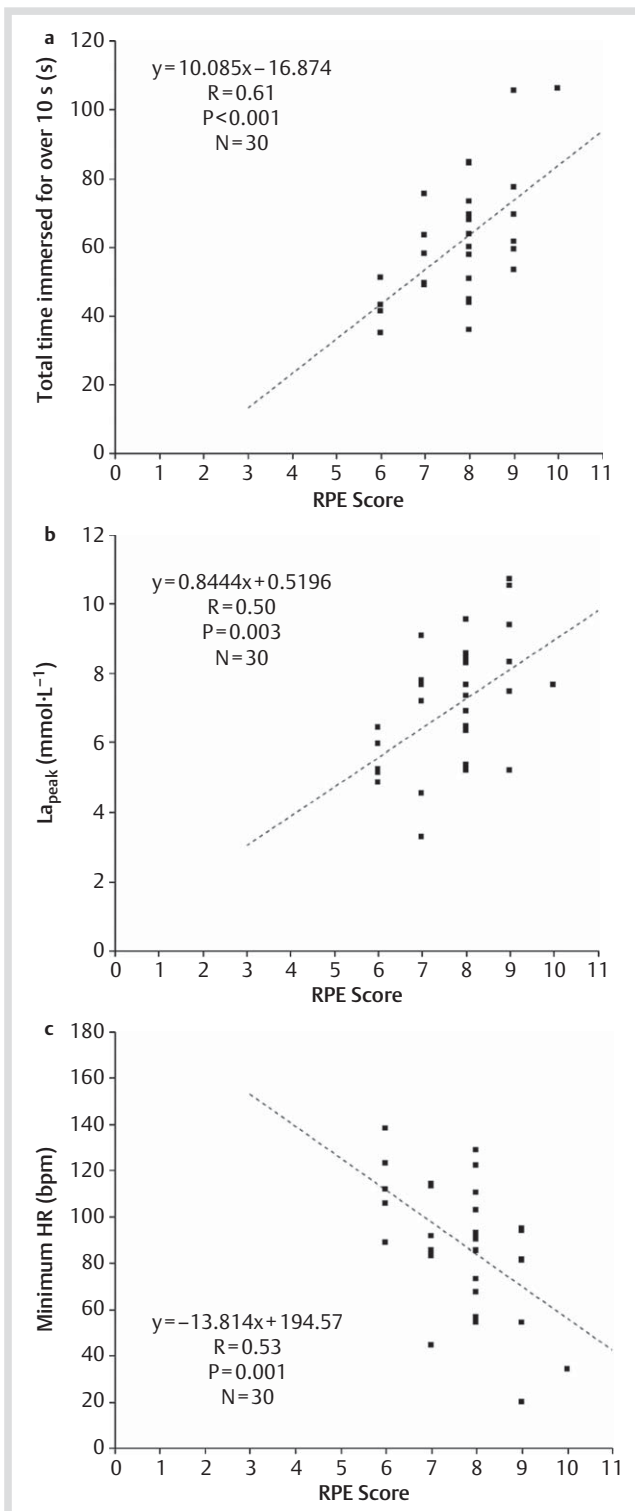 a
120
100
80
60
40
20
0
Total time immersed for over 10 s (s)
y=10.085x−16.874
R=0.61
P<0.001
N=30
0 1 2 3 4 5 6 7 8 9 10 11
RPE Score
b
12
10
8
6
4
2
0
Lapeak (mmol·L−1)
y=0.8444x+0.5196
R=0.50
P=0.003
N=30
0 1 2 3 4 5 6 7 8 9 10 11
RPE Score
c
180
160
140
120
100
80
60
40
20
0
Minimum HR (bpm)
y=−13.814x+194.57
R=0.53
P=0.001
N=30
0 1 2 3 4 5 6 7 8 9 10 11
RPE Score